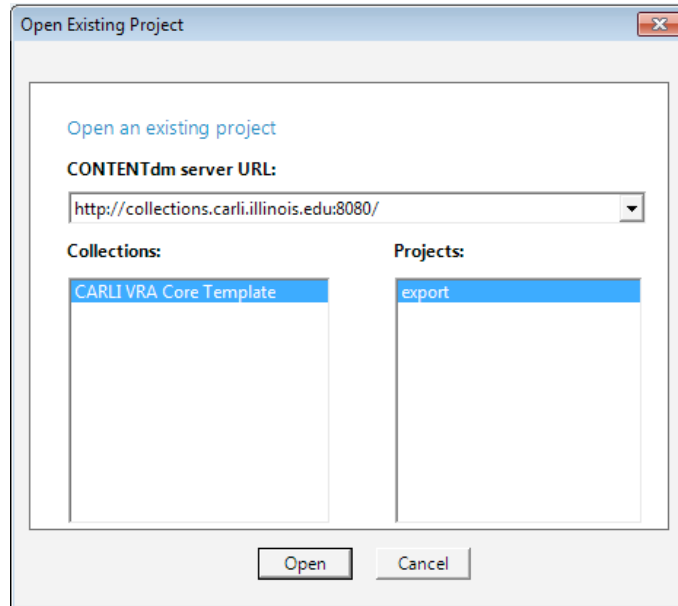 Open Existing Project
Open an existing project
CONTENTdm server URL:
http://collections.carli.illinois.edu:8080/
Collections:
Projects:
CARLI VRA Core Template
export
Open
Cancel